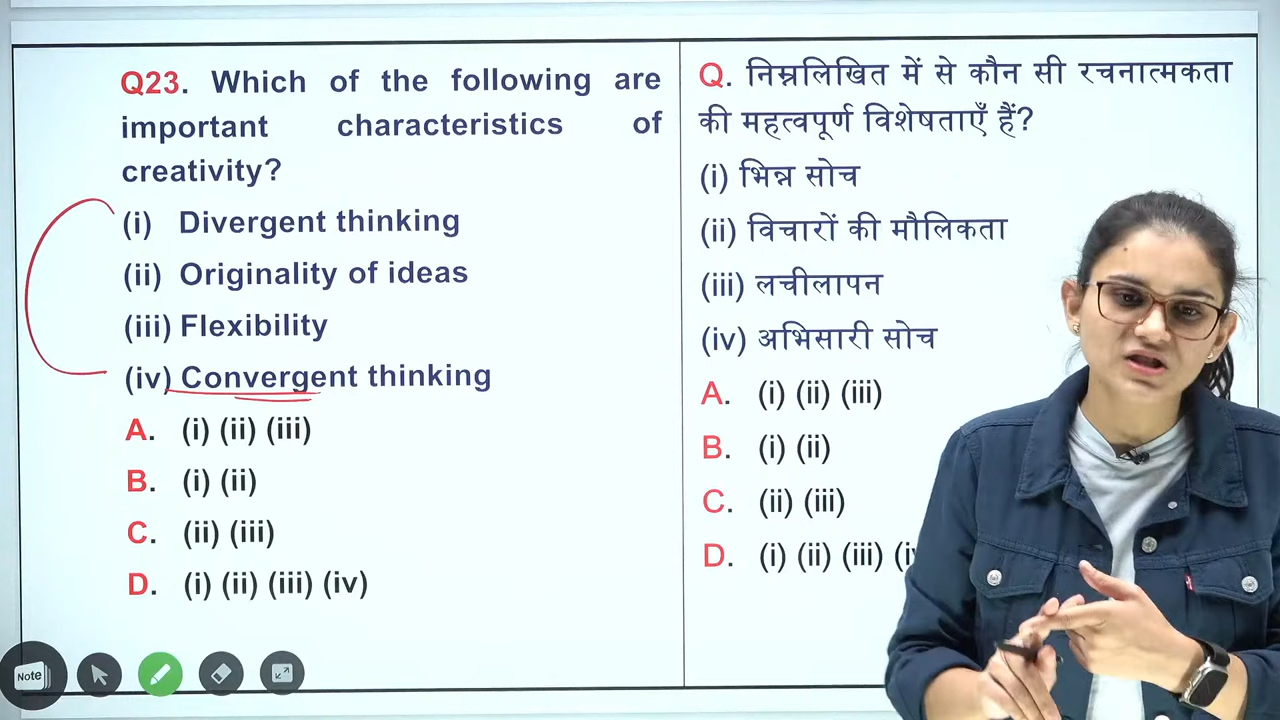 Q23. Which of the following are
important characteristics of
creativity?
(i) Divergent thinking
(ii) Originality of ideas
(iii) Flexibility
(iv) Convergent thinking
A. (i) (ii) (iii)
B. (i) (ii)
C. (ii) (iii)
D. (i) (ii) (iii) (iv)
Q. निम्नलिखित में से कौन सी रचनात्मकता
की महत्वपूर्ण विशेषताएँ हैं?
(i) भिन्न सोच
(ii) विचारों की मौलिकता
(iii) लचीलापन
(iv) अभिसारी सोच
A. (i) (ii) (iii)
B. (i) (ii)
C. (ii) (iii)
D. (i) (ii) (iii)
Note